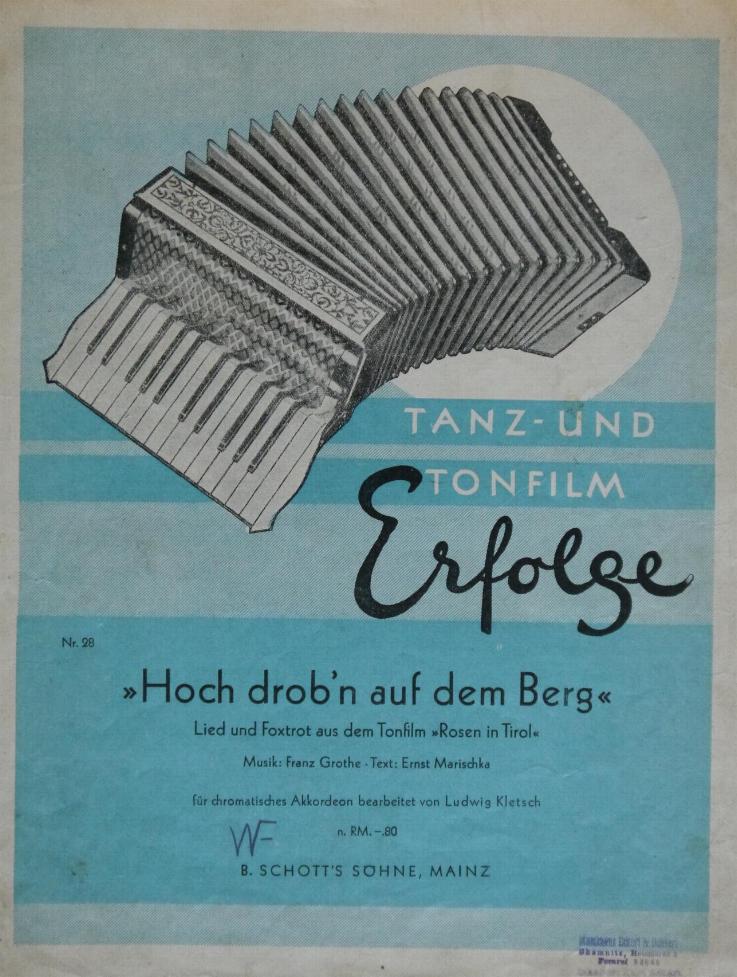 TANZ- UND
TONFILM
Erfolge
Nr. 28
»Hoch drob'n auf dem Berg«
Lied und Foxtrot aus dem Tonfilm »Rosen in Tirol«
Musik: Franz Grothe · Text: Ernst Marischka
für chromatisches Akkordeon bearbeitet von Ludwig Kletsch
n. RM. –.80
WF
B. SCHOTT'S SÖHNE, MAINZ
Chemnitz,
Fernruf